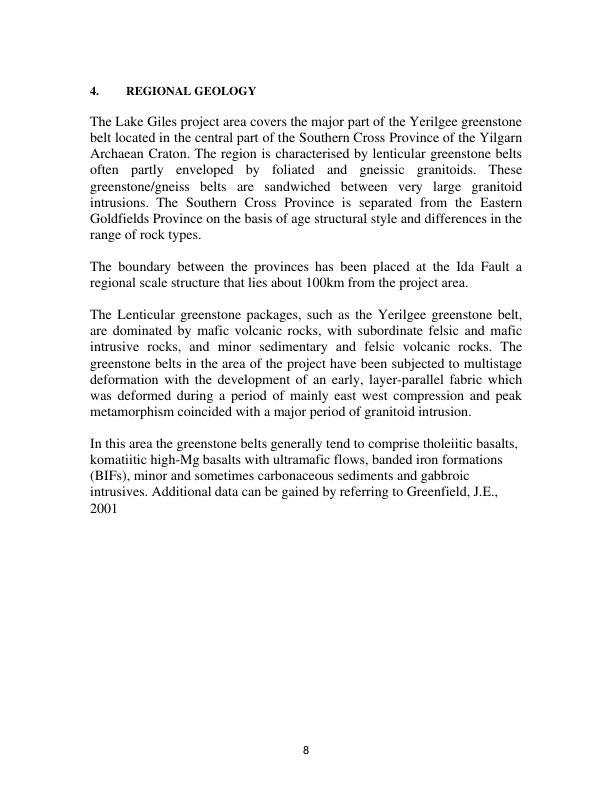 4. REGIONAL GEOLOGY
The Lake Giles project area covers the major part of the Yerilgee greenstone
belt located in the central part of the Southern Cross Province of the Yilgarn
Archaean Craton. The region is characterised by lenticular greenstone belts
often partly enveloped by foliated and gneissic granitoids. These
greenstone/gneiss belts are sandwiched between very large granitoid
intrusions. The Southern Cross Province is separated from the Eastern
Goldfields Province on the basis of age structural style and differences in the
range of rock types.
The boundary between the provinces has been placed at the Ida Fault a
regional scale structure that lies about 100km from the project area.
The Lenticular greenstone packages, such as the Yerilgee greenstone belt,
are dominated by mafic volcanic rocks, with subordinate felsic and mafic
intrusive rocks, and minor sedimentary and felsic volcanic rocks. The
greenstone belts in the area of the project have been subjected to multistage
deformation with the development of an early, layer-parallel fabric which
was deformed during a period of mainly east west compression and peak
metamorphism coincided with a major period of granitoid intrusion.
In this area the greenstone belts generally tend to comprise tholeiitic basalts,
komatiitic high-Mg basalts with ultramafic flows, banded iron formations
(BIFs), minor and sometimes carbonaceous sediments and gabbroic
intrusives. Additional data can be gained by referring to Greenfield, J.E.,
2001
8